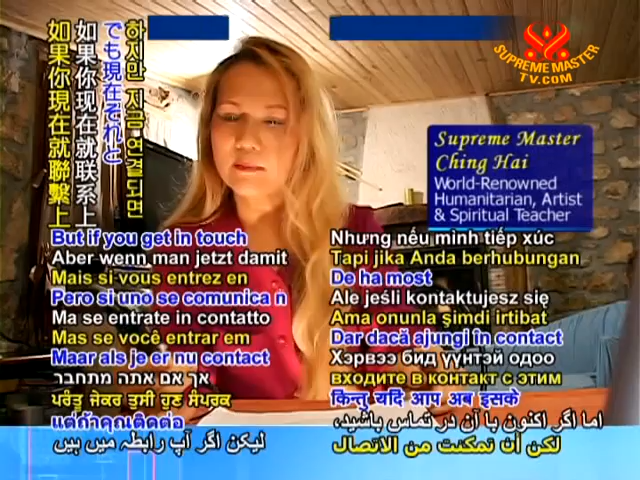 如果你現在就聯繫上
如果你现在就联系上
でも現在それと
하지만 지금 연결되면
SUPREME MASTER
TV.COM
Supreme Master
Ching Hai
World-Renowned
Humanitarian, Artist
& Spiritual Teacher
But if you get in touch
Aber wenn man jetzt damit
Mais si vous entrez en
Pero si uno se comunica n
Ma se entrate in contatto
Mas se você entrar em
Maar als je er nu contact
אך אם אתה מתחבר
ਪਰੰਤੂ ਜੇਕਰ ਤੁਸੀ ਹੁਣ ਸੰਪਰਕ
แต่ถ้าคุณติดต่อ
لیکن اگر آپ رابطہ میں ہیں
Nhưng nếu mình tiếp xúc
Tapi jika Anda berhubungan
De ha most
Ale jeśli kontaktujesz się
Ama onunla şimdi irtibat
Dar dacă ajungi în contact
Хэрвээ бид үүнтэй одоо
входите в контакт с этим
किन्तु यदि आप अब इसके
اما اگر اکنون با آن در تماس باشید،
لكن أن تمكنت من الاتصال